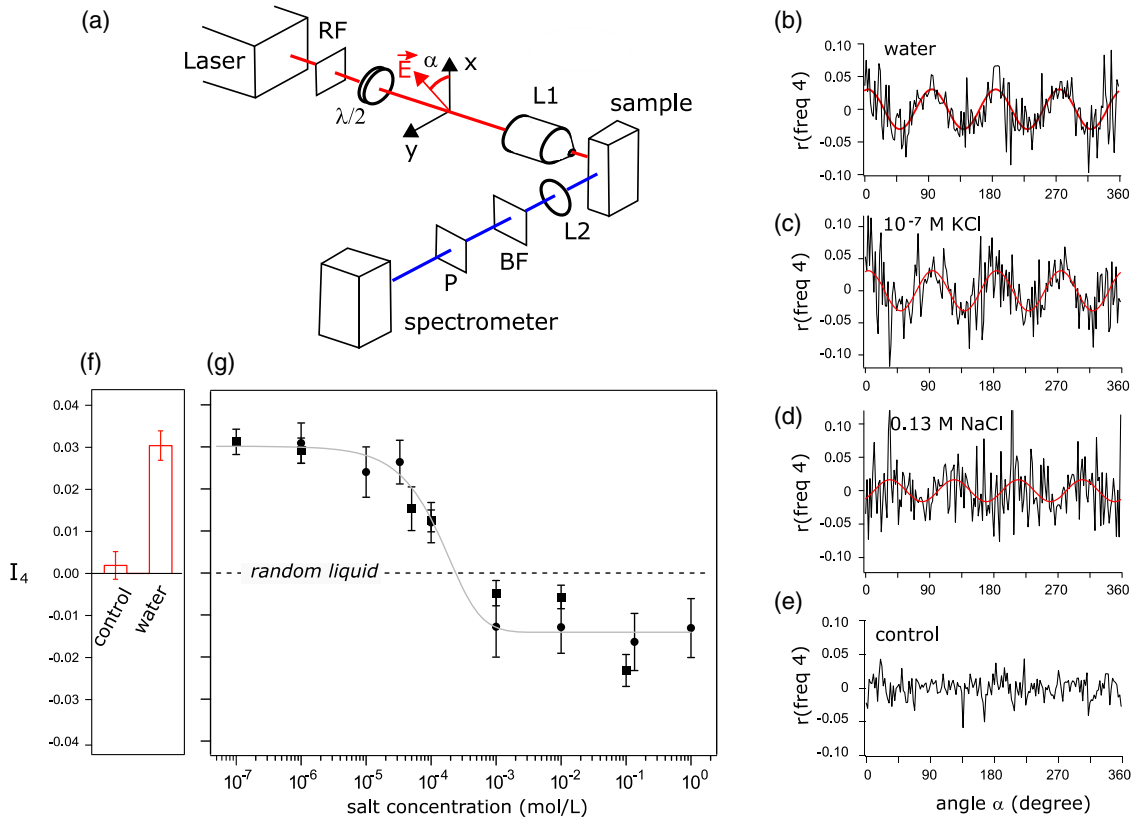 (a)
Laser
RF
λ/2
E
α
x
y
L1
sample
L2
BF
P
spectrometer
(b)
water
r(freq 4)
0.10
0.05
0
-0.05
0.10
0 90 180 270 360
(c)
10⁻⁷ M KCl
r(freq 4)
0.10
0.05
0
-0.05
-0.10
0 90 180 270 360
(d)
0.13 M NaCl
r(freq 4)
0.10
0.05
0
-0.05
-0.10
0 90 180 270 360
(e)
control
r(freq 4)
0.10
0.05
0
-0.05
0.10
0 90 180 270 360
angle α (degree)
(f)
I₄
0.04
0.03
0.02
0.01
0.00
-0.01
-0.02
-0.03
-0.04
control
water
(g)
random liquid
10⁻⁷ 10⁻⁶ 10⁻⁵ 10⁻⁴ 10⁻³ 10⁻² 10⁻¹ 10⁰
salt concentration (mol/L)